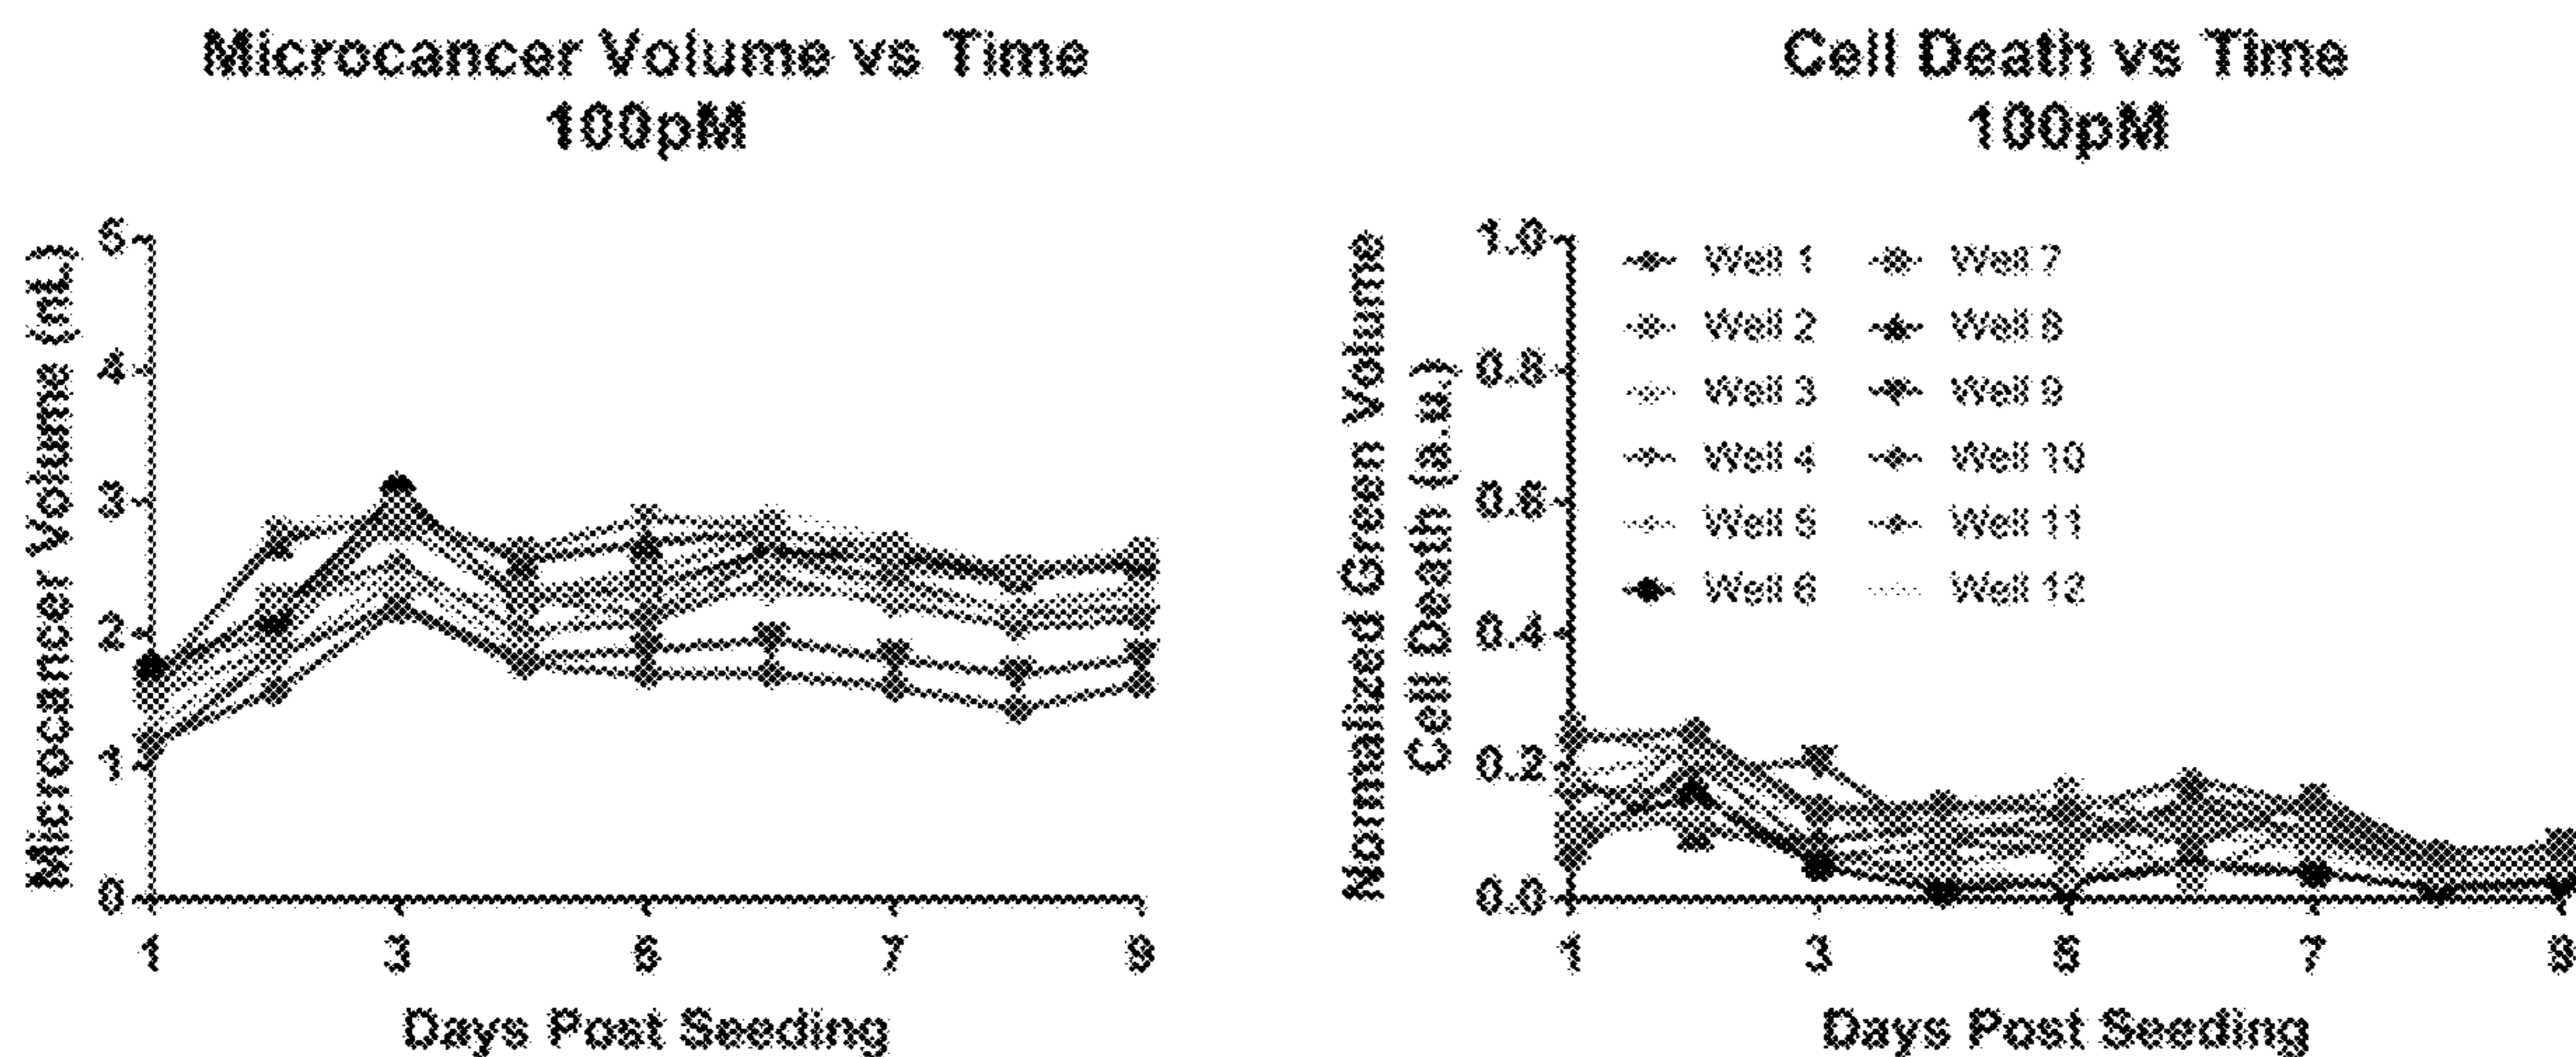 Microcancer Volume vs Time
100pM
Microcancer Volume (nL)
5
4
3
2
1
0
1 3 5 7 9
Days Post Seeding
Cell Death vs Time
100pM
Normalized Green Volume
Cell Death (a.u.)
1.0
0.8
0.6
0.4
0.2
0.0
Well 1 Well 7
Well 2 Well 8
Well 3 Well 9
Well 4 Well 10
Well 5 Well 11
Well 6 Well 12
1 3 5 7 9
Days Post Seeding